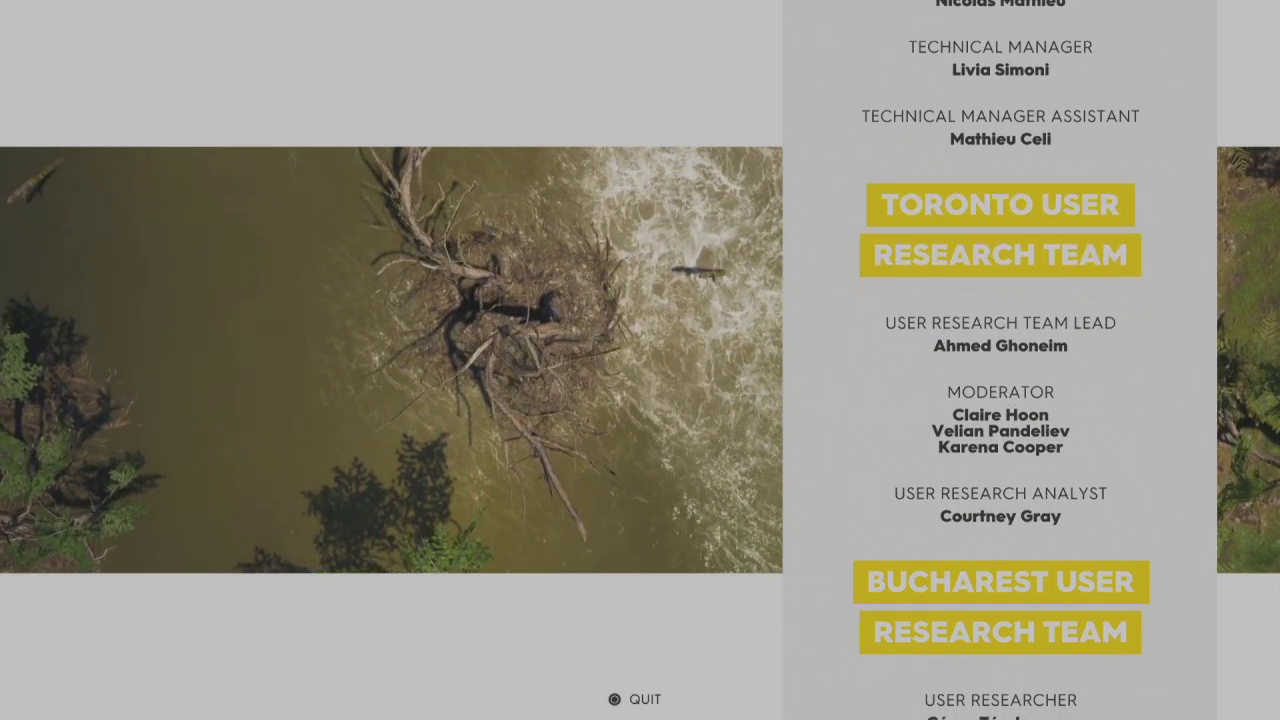 Nicolas Mathieu
TECHNICAL MANAGER
Livia Simoni
TECHNICAL MANAGER ASSISTANT
Mathieu Celi
TORONTO USER
RESEARCH TEAM
USER RESEARCH TEAM LEAD
Ahmed Ghoneim
MODERATOR
Claire Hoon
Velian Pandeliev
Karena Cooper
USER RESEARCH ANALYST
Courtney Gray
BUCHAREST USER
RESEARCH TEAM
USER RESEARCHER
QUIT